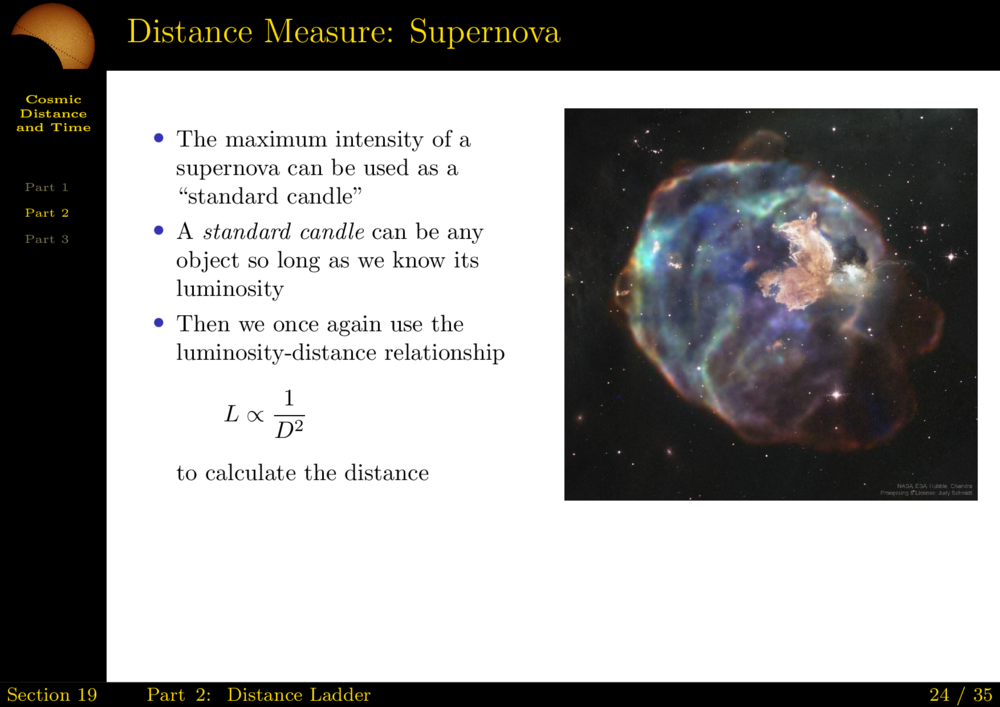 Distance Measure: Supernova
Cosmic
Distance
and Time
Part 1
Part 2
Part 3
• The maximum intensity of a
supernova can be used as a
“standard candle”
• A standard candle can be any
object so long as we know its
luminosity
• Then we once again use the
luminosity-distance relationship
L ∝ 1/D²
to calculate the distance
NASA, ESA, Hubble, Chandra
Processing & License: Judy Schmidt
Section 19 Part 2: Distance Ladder 24 / 35